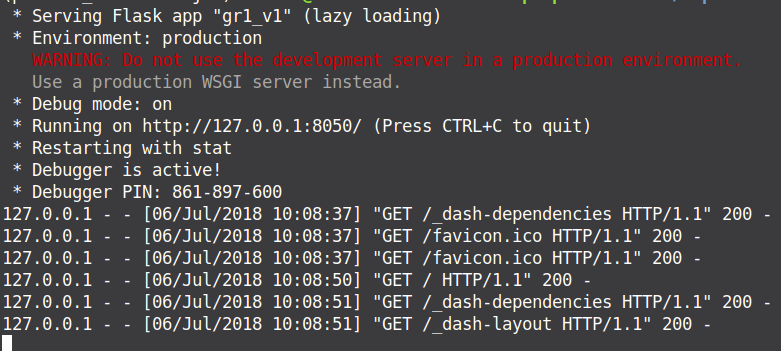 * Serving Flask app "gr1_v1" (lazy loading)
* Environment: production
WARNING: Do not use the development server in a production environment.
Use a production WSGI server instead.
* Debug mode: on
* Running on http://127.0.0.1:8050/ (Press CTRL+C to quit)
* Restarting with stat
* Debugger is active!
* Debugger PIN: 861-897-600
127.0.0.1 - - [06/Jul/2018 10:08:37] "GET /_dash-dependencies HTTP/1.1" 200 -
127.0.0.1 - - [06/Jul/2018 10:08:37] "GET /favicon.ico HTTP/1.1" 200 -
127.0.0.1 - - [06/Jul/2018 10:08:37] "GET /favicon.ico HTTP/1.1" 200 -
127.0.0.1 - - [06/Jul/2018 10:08:50] "GET / HTTP/1.1" 200 -
127.0.0.1 - - [06/Jul/2018 10:08:51] "GET /_dash-dependencies HTTP/1.1" 200 -
127.0.0.1 - - [06/Jul/2018 10:08:51] "GET /_dash-layout HTTP/1.1" 200 -